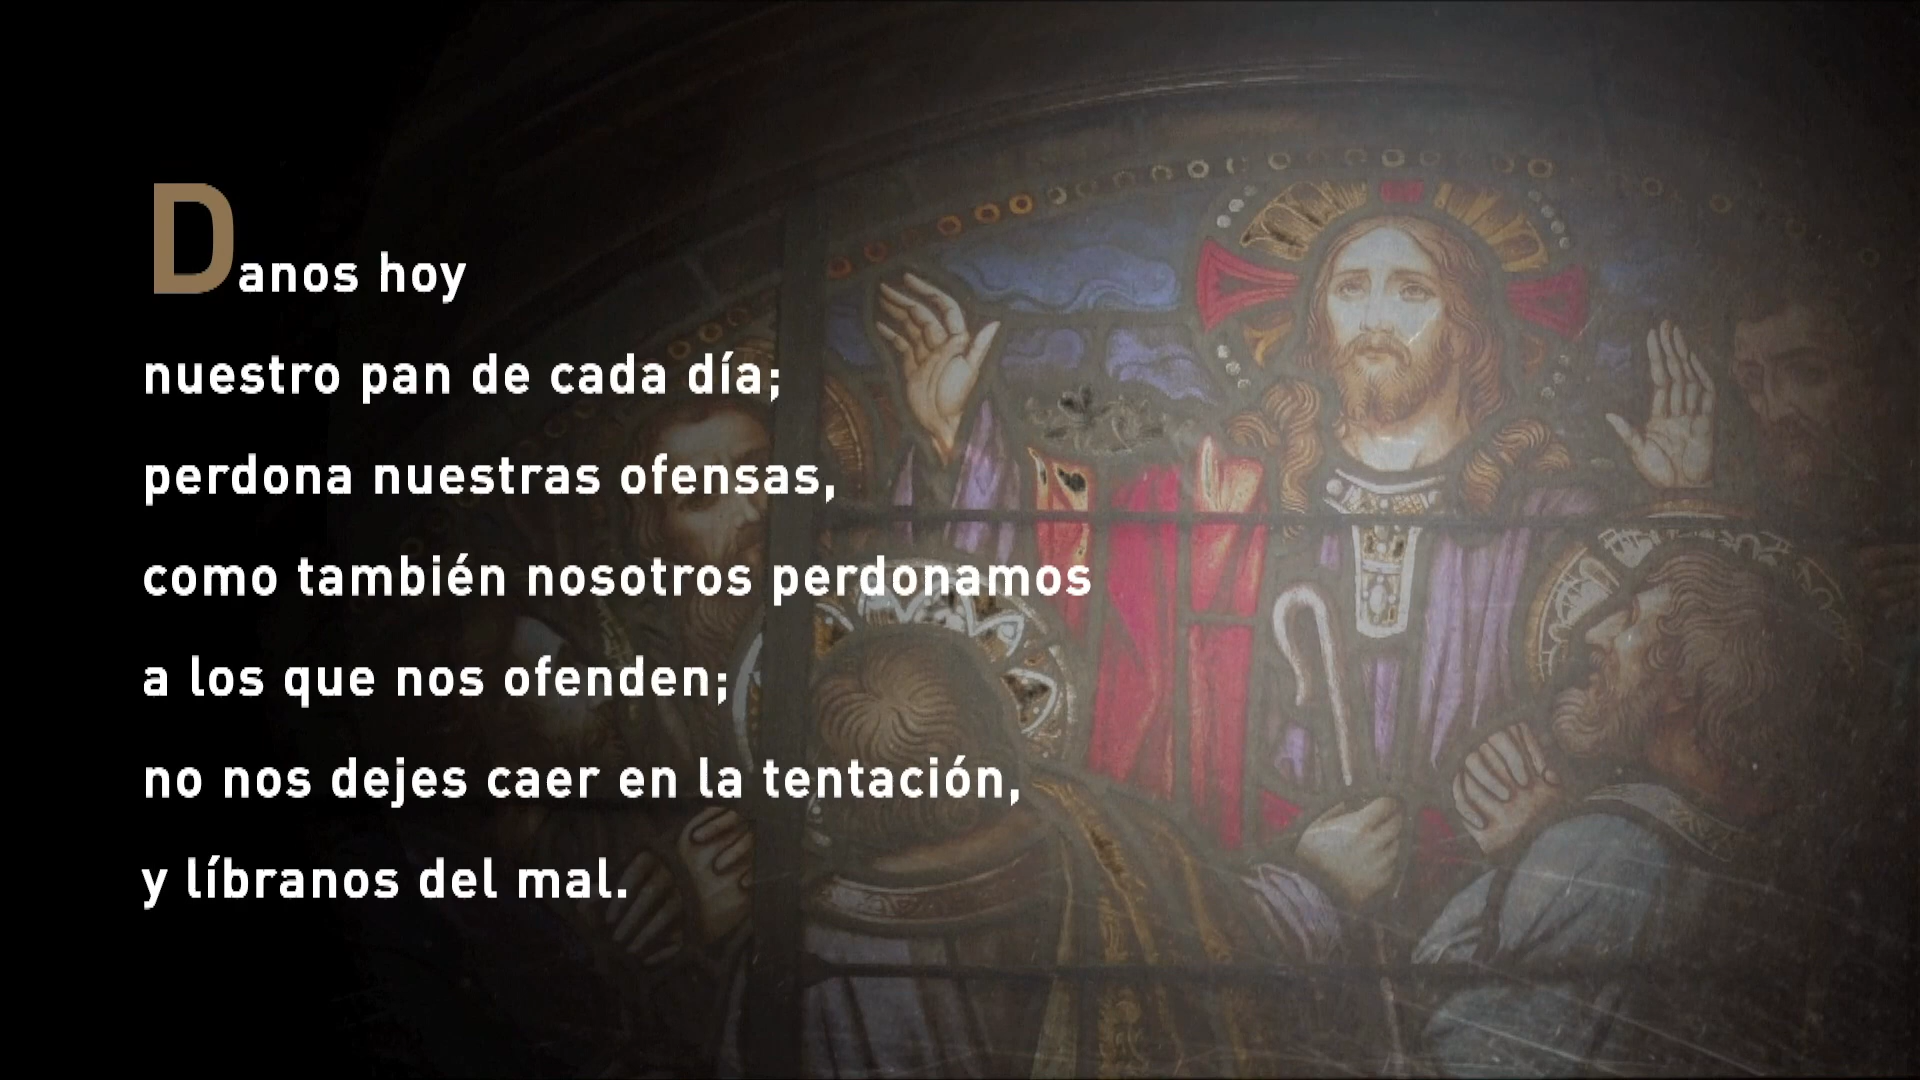 Danos hoy
nuestro pan de cada día;
perdona nuestras ofensas,
como también nosotros perdonamos
a los que nos ofenden;
no nos dejes caer en la tentación,
y líbranos del mal.